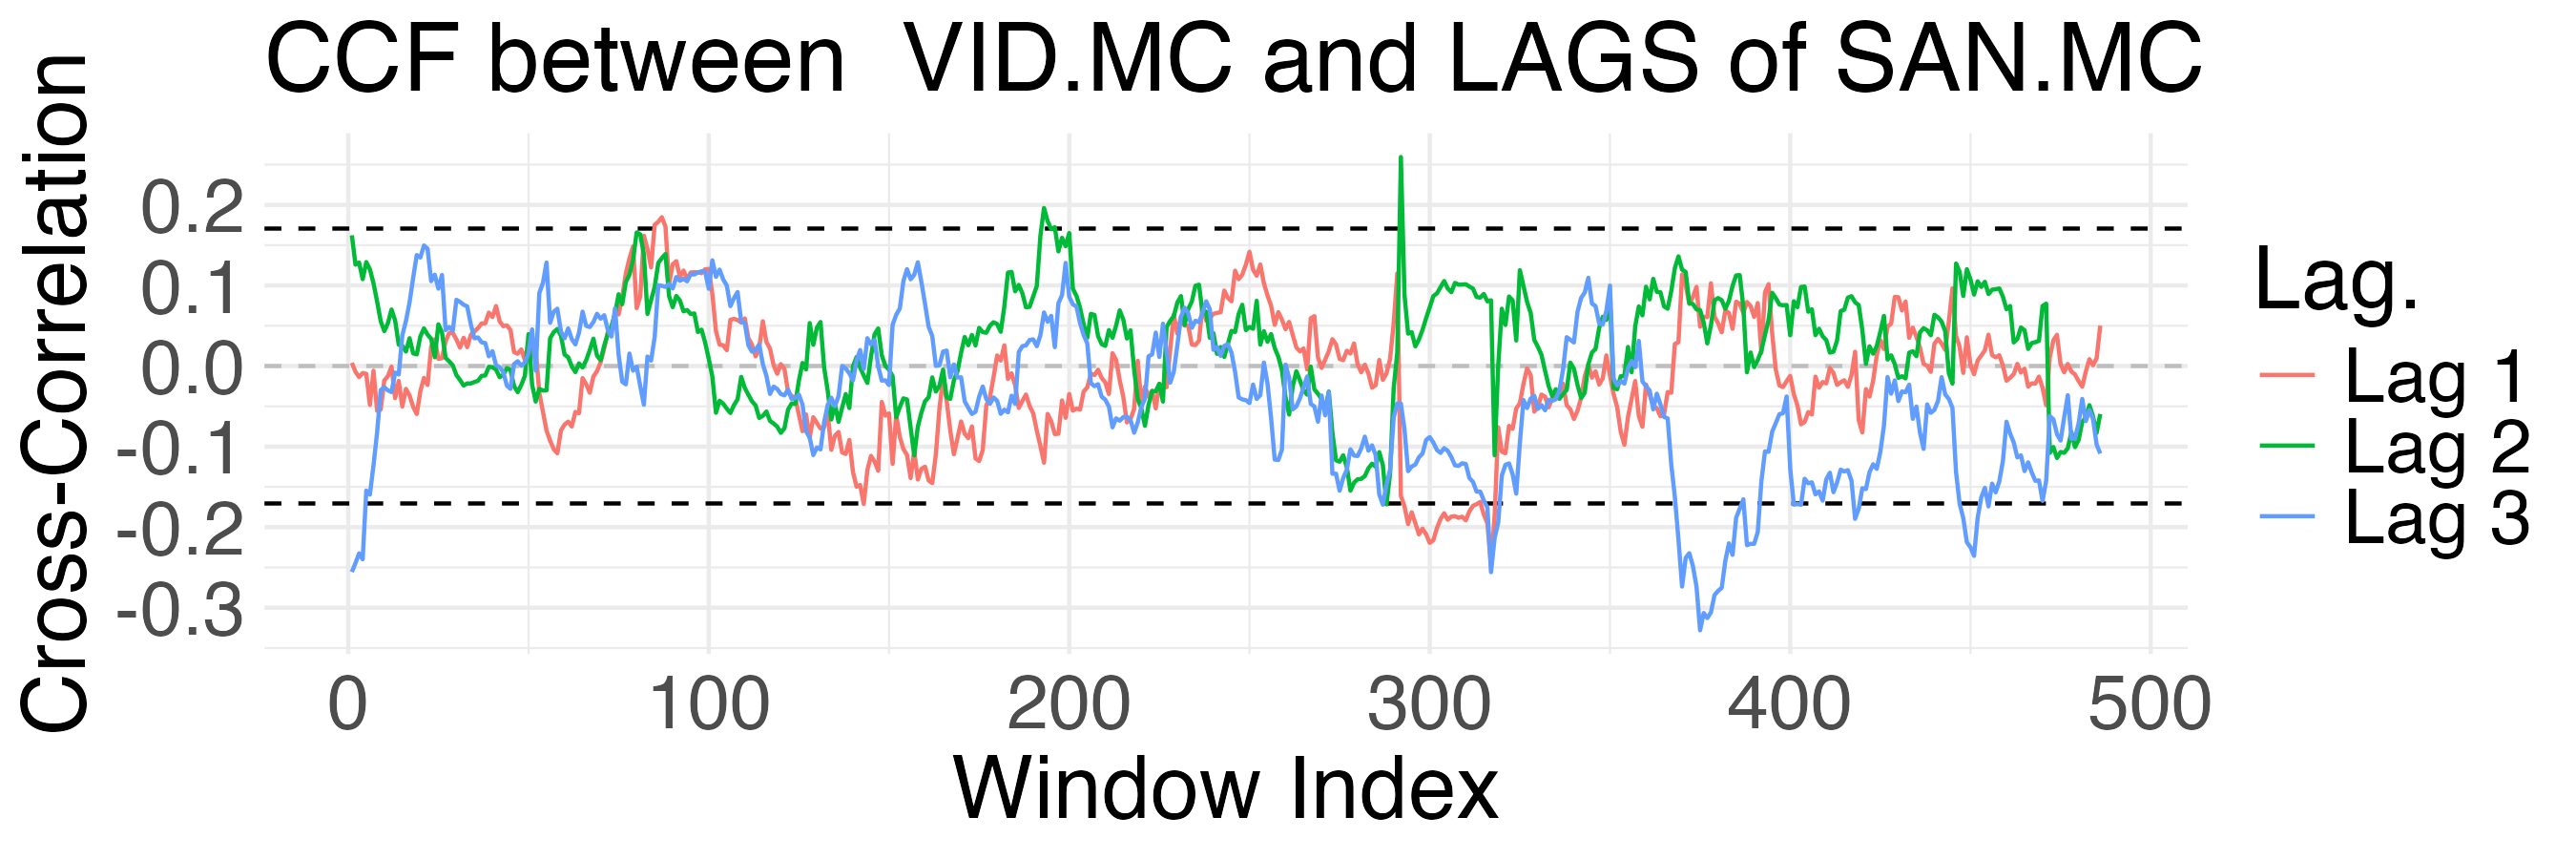 CCF between  VID.MC and LAGS of SAN.MC
Cross-Correlation
0.2
0.1
0.0
-0.1
-0.2
-0.3
0 100 200 300 400 500
Window Index
Lag.
Lag 1
Lag 2
Lag 3